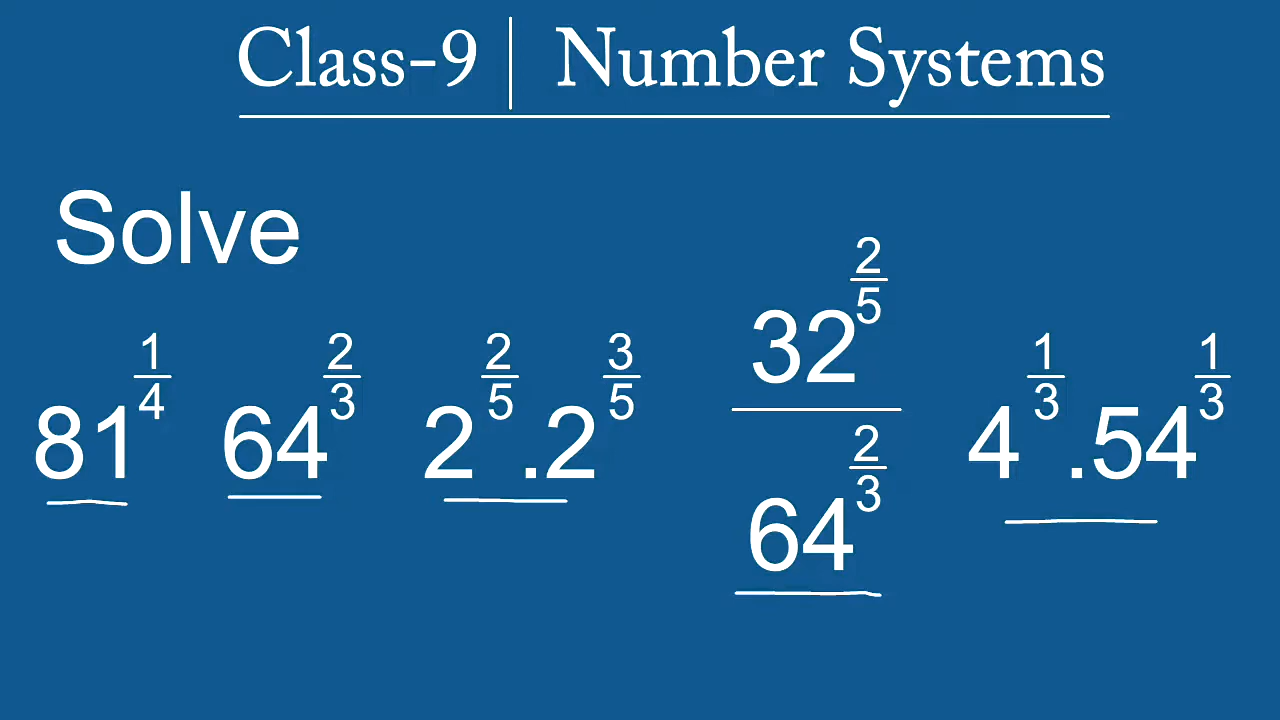 Class-9 | Number Systems
Solve
81^(1/4) 64^(2/3) 2^(2/5).2^(3/5) 32^(2/5)/64^(2/3) 4^(1/3).54^(1/3)